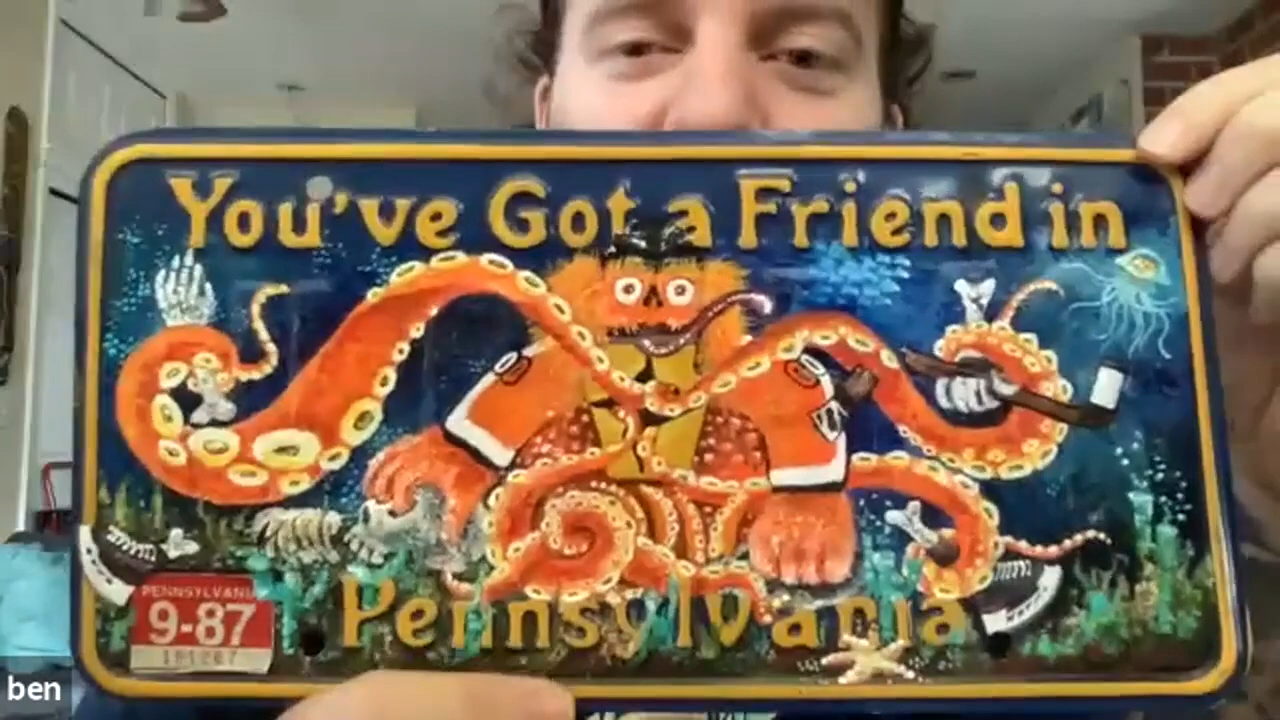 You've Got a Friend in
Pennsylvania
PENNSYLVANIA
9-87
ben